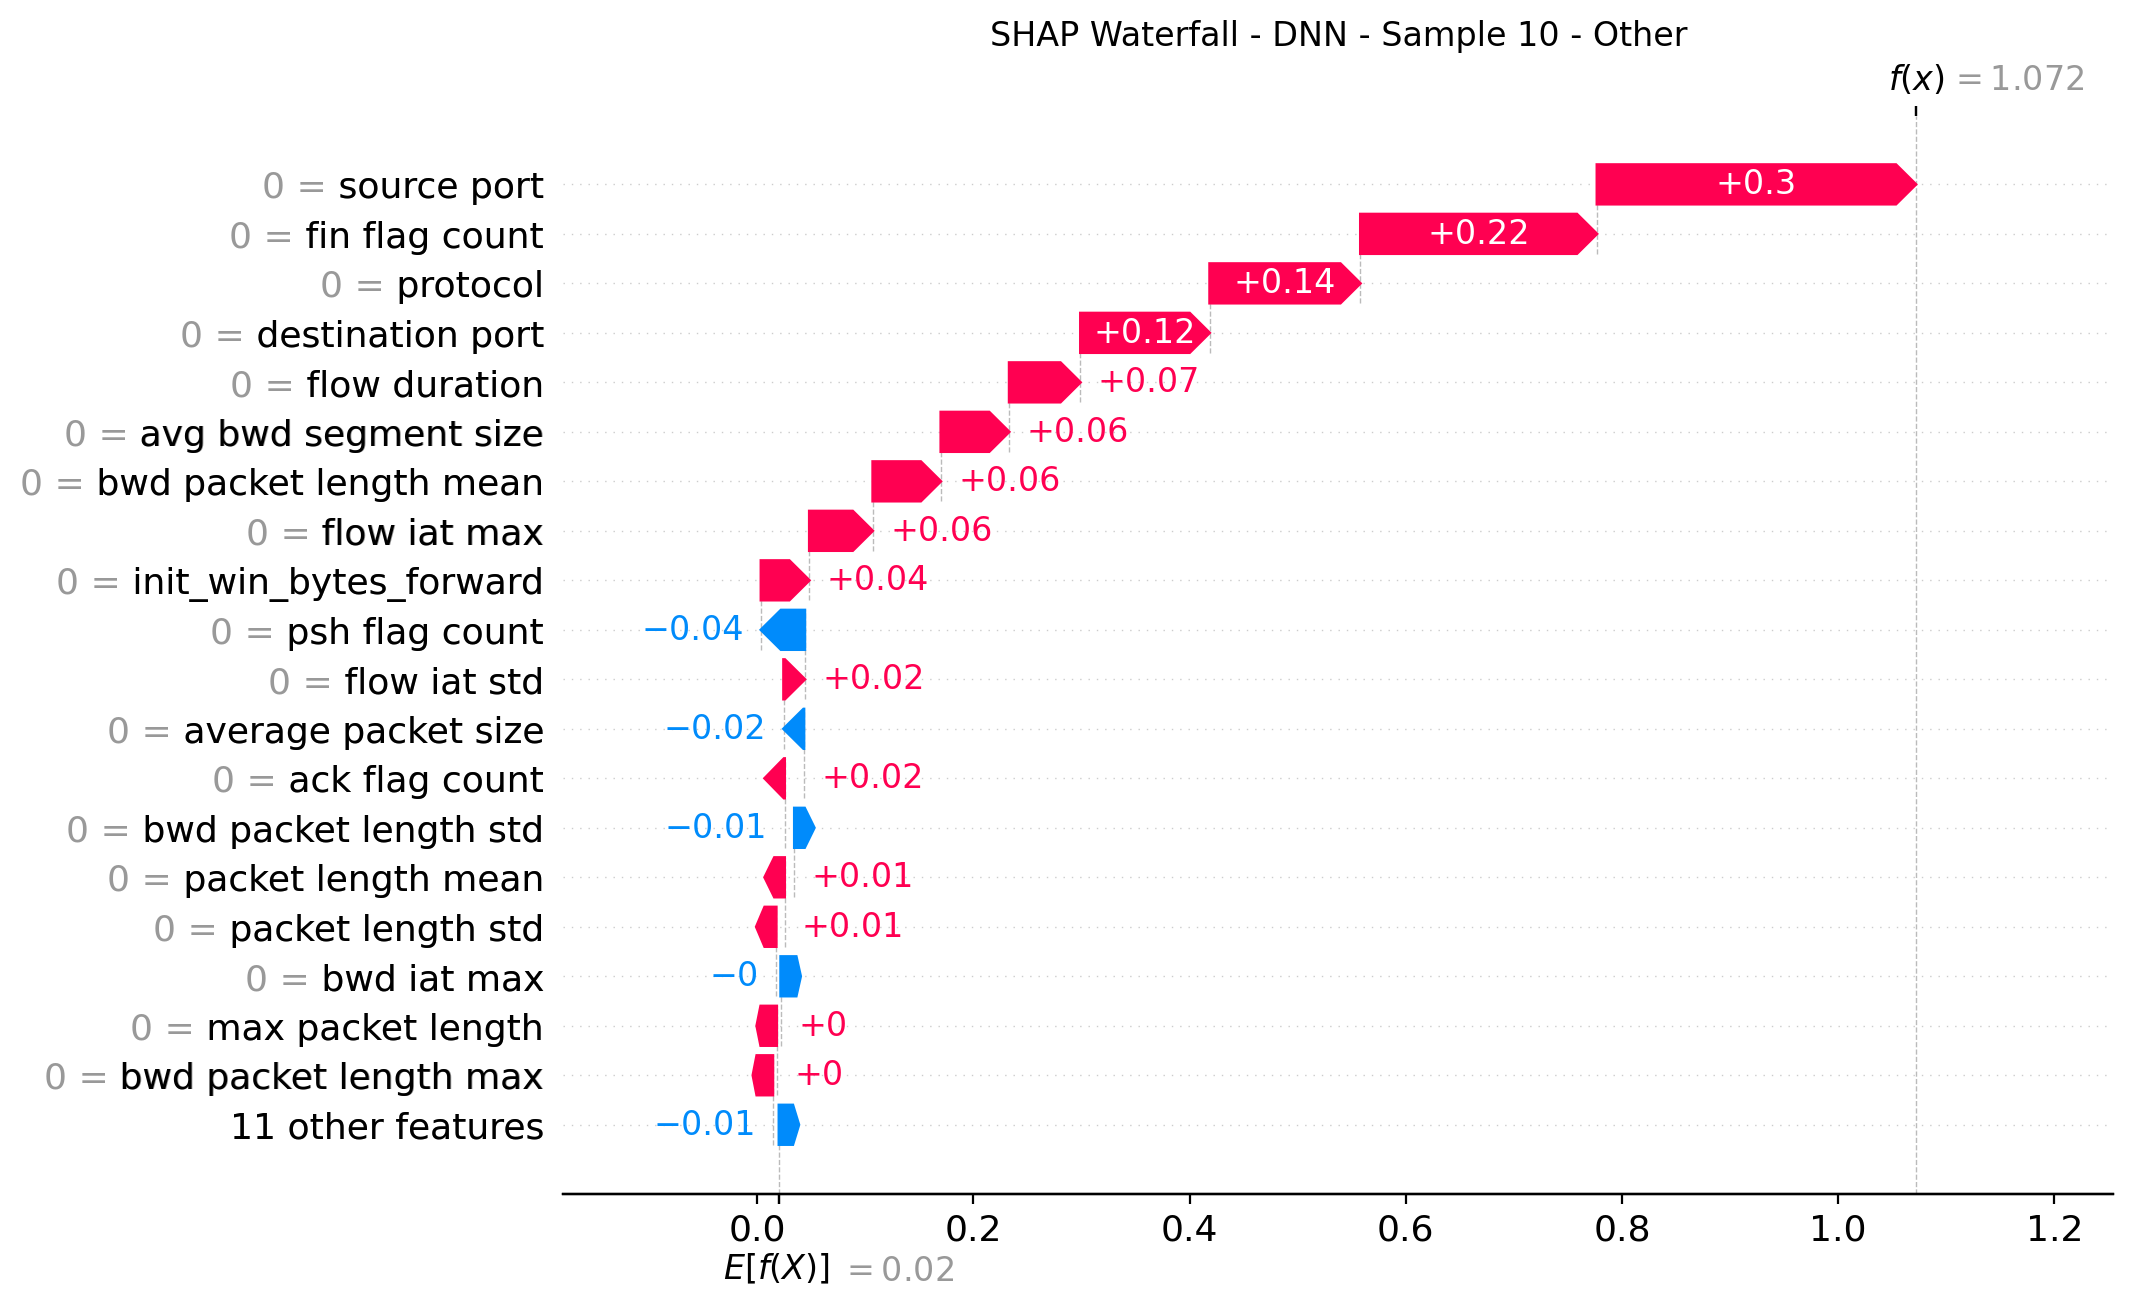 SHAP Waterfall - DNN - Sample 10 - Other
f(x) = 1.072
0 = source port +0.3
0 = fin flag count +0.22
0 = protocol +0.14
0 = destination port +0.12
0 = flow duration +0.07
0 = avg bwd segment size +0.06
0 = bwd packet length mean +0.06
0 = flow iat max +0.06
0 = init_win_bytes_forward +0.04
0 = psh flag count −0.04
0 = flow iat std +0.02
0 = average packet size −0.02
0 = ack flag count +0.02
0 = bwd packet length std −0.01
0 = packet length mean +0.01
0 = packet length std +0.01
0 = bwd iat max −0
0 = max packet length +0
0 = bwd packet length max +0
11 other features −0.01
0.0 0.2 0.4 0.6 0.8 1.0 1.2
E[f(X)] = 0.02